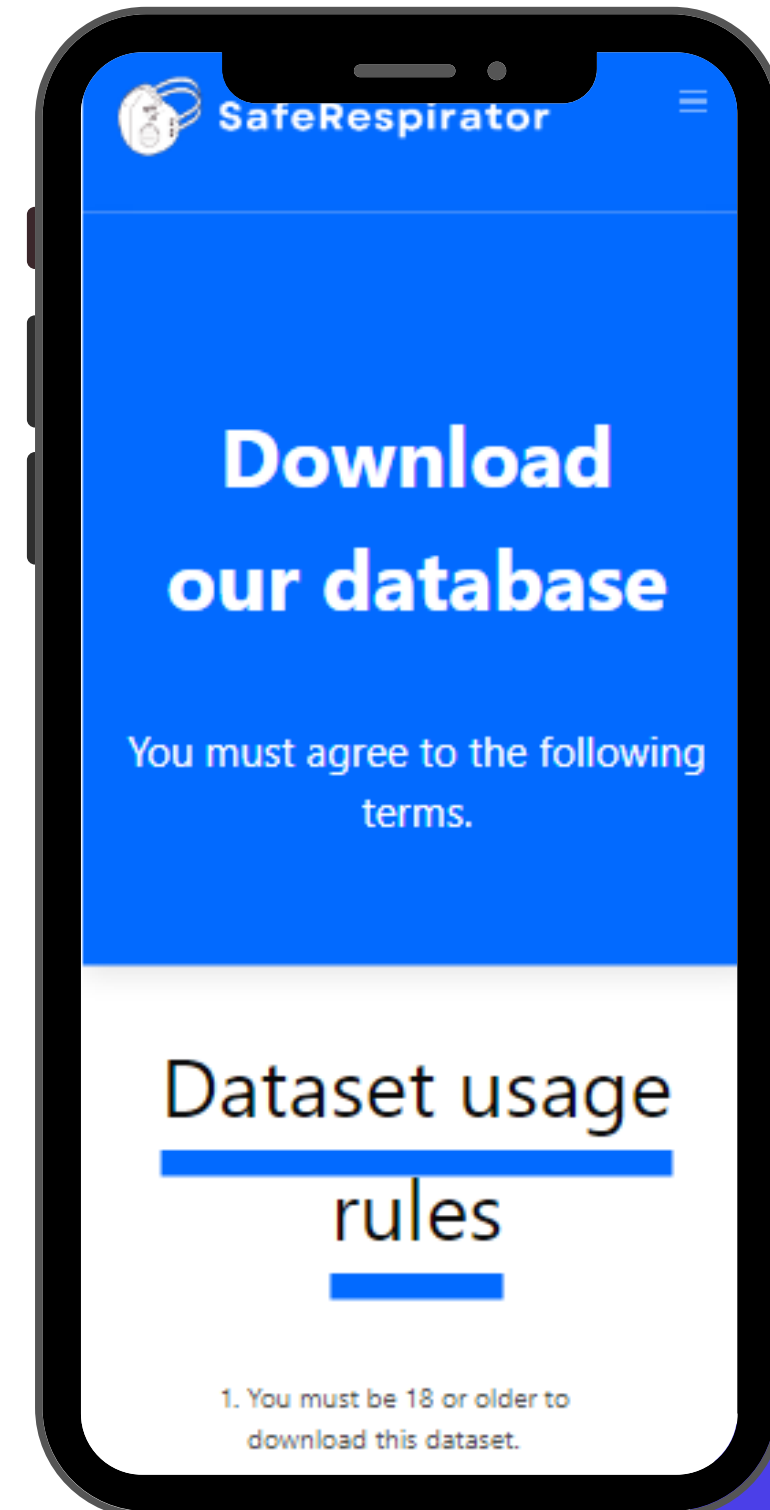 SafeRespirator
Download
our database
You must agree to the following
terms.
Dataset usage
rules
1. You must be 18 or older to
download this dataset.